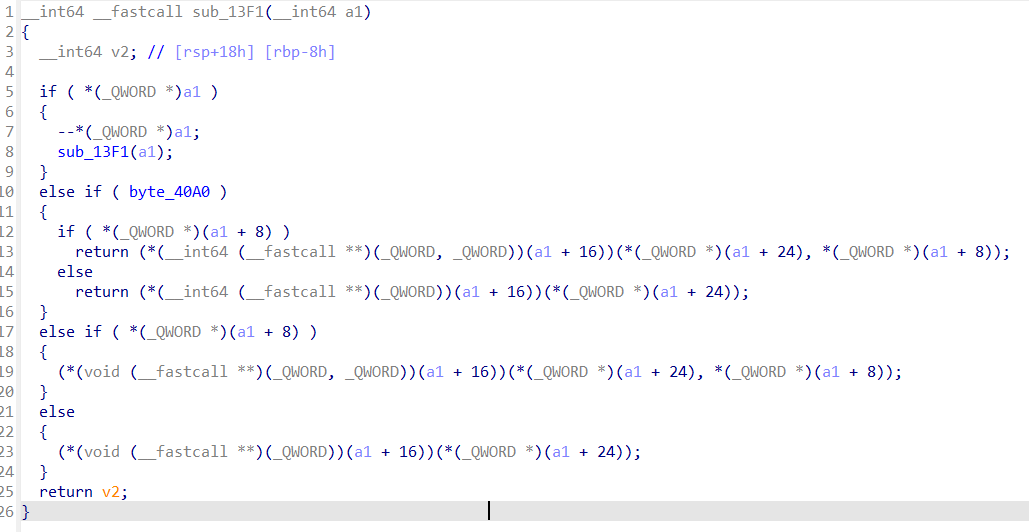 1 __int64 __fastcall sub_13F1(__int64 a1)
2 {
3   __int64 v2; // [rsp+18h] [rbp-8h]
4
5   if ( *(_QWORD *)a1 )
6   {
7     --*(_QWORD *)a1;
8     sub_13F1(a1);
9   }
10   else if ( byte_40A0 )
11   {
12     if ( *(_QWORD *)(a1 + 8) )
13       return (*(__int64 (__fastcall **)(_QWORD, _QWORD))(a1 + 16))(*(_QWORD *)(a1 + 24), *(_QWORD *)(a1 + 8));
14     else
15       return (*(__int64 (__fastcall **)(_QWORD))(a1 + 16))(*(_QWORD *)(a1 + 24));
16   }
17   else if ( *(_QWORD *)(a1 + 8) )
18   {
19     (*(void (__fastcall **)(_QWORD, _QWORD))(a1 + 16))(*(_QWORD *)(a1 + 24), *(_QWORD *)(a1 + 8));
20   }
21   else
22   {
23     (*(void (__fastcall **)(_QWORD))(a1 + 16))(*(_QWORD *)(a1 + 24));
24   }
25   return v2;
26 }